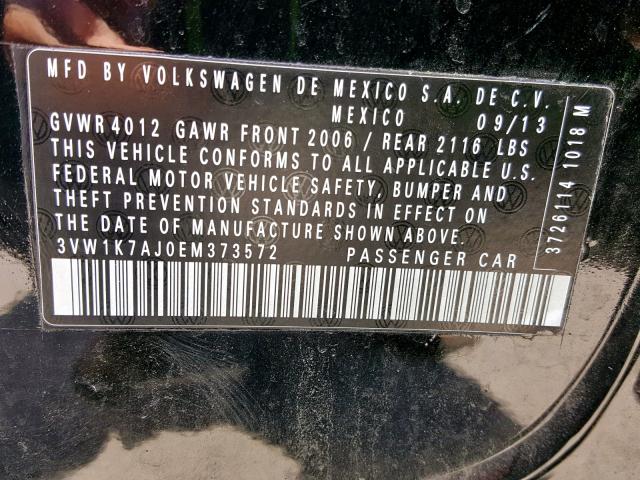 MFD BY VOLKSWAGEN DE MEXICO S.A. DE C.V.
MEXICO 09/13
GVWR 4012 GAWR FRONT 2006 / REAR 2116 LBS
THIS VEHICLE CONFORMS TO ALL APPLICABLE U.S.
FEDERAL MOTOR VEHICLE SAFETY, BUMPER AND
THEFT PREVENTION STANDARDS IN EFFECT ON
THE DATE OF MANUFACTURE SHOWN ABOVE.
3VW1K7AJ0EM373572 PASSENGER CAR
3726114 1018 M